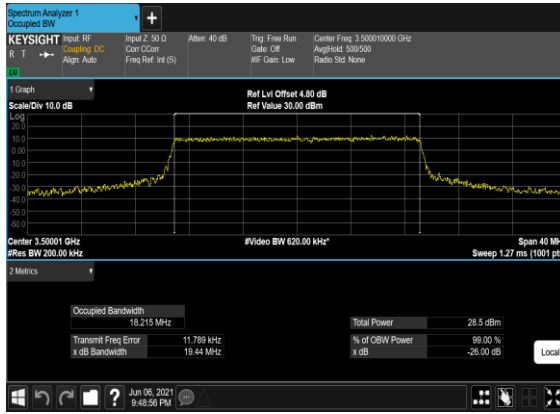 Spectrum Analyzer 1
Occupied BW
KEYSIGHT
R T
LXI
Input: RF
Coupling: DC
Align: Auto
Input Z: 50 Ω
Corr CCorr
Freq Ref: Int (S)
Atten: 40 dB
Trig: Free Run
Gate: Off
#IF Gain: Low
Center Freq: 3.500010000 GHz
Avg|Hold: 500/500
Radio Std: None
1 Graph
Scale/Div 10.0 dB
Ref Lvl Offset 4.80 dB
Ref Value 30.00 dBm
Log
20.0
10.0
0.00
-10.0
-20.0
-30.0
-40.0
-50.0
-60.0
Center 3.50001 GHz
#Res BW 200.00 kHz
#Video BW 620.00 kHz*
Span 40 MH
Sweep 1.27 ms (1001 pts
2 Metrics
Occupied Bandwidth
18.215 MHz
Transmit Freq Error 11.789 kHz
x dB Bandwidth 19.44 MHz
Total Power 28.5 dBm
% of OBW Power 99.00 %
x dB -26.00 dB
Local
?
Jun 06, 2021
9:48:56 PM